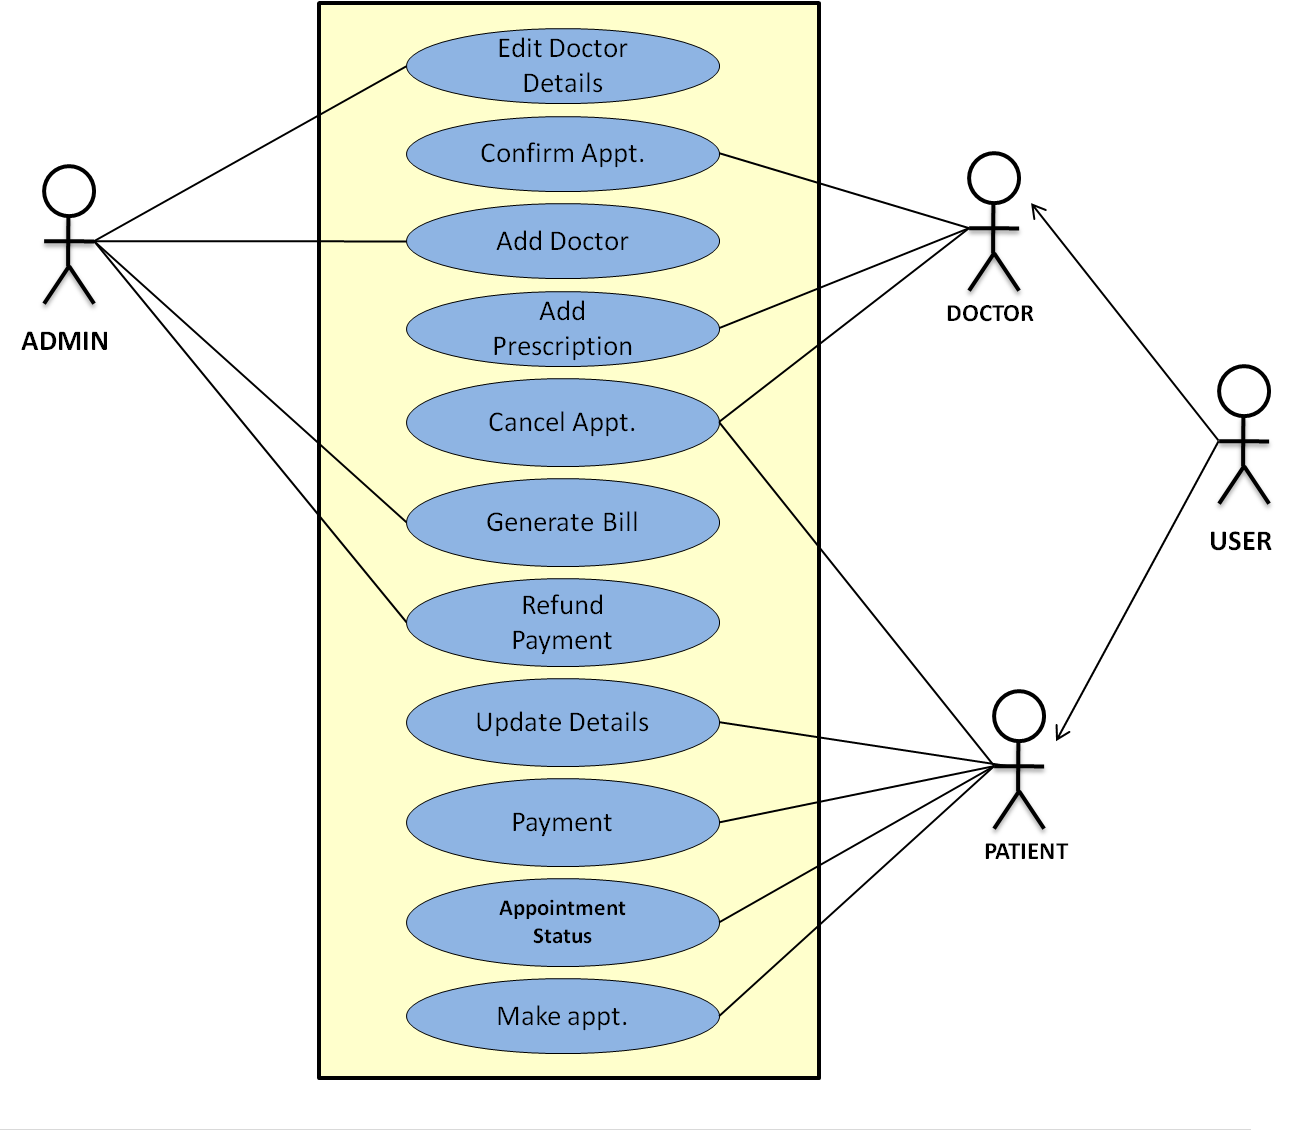 Edit Doctor
Details
Confirm Appt.
Add Doctor
Add
Prescription
Cancel Appt.
Generate Bill
Refund
Payment
Update Details
Payment
Appointment
Status
Make appt.
ADMIN
DOCTOR
USER
PATIENT